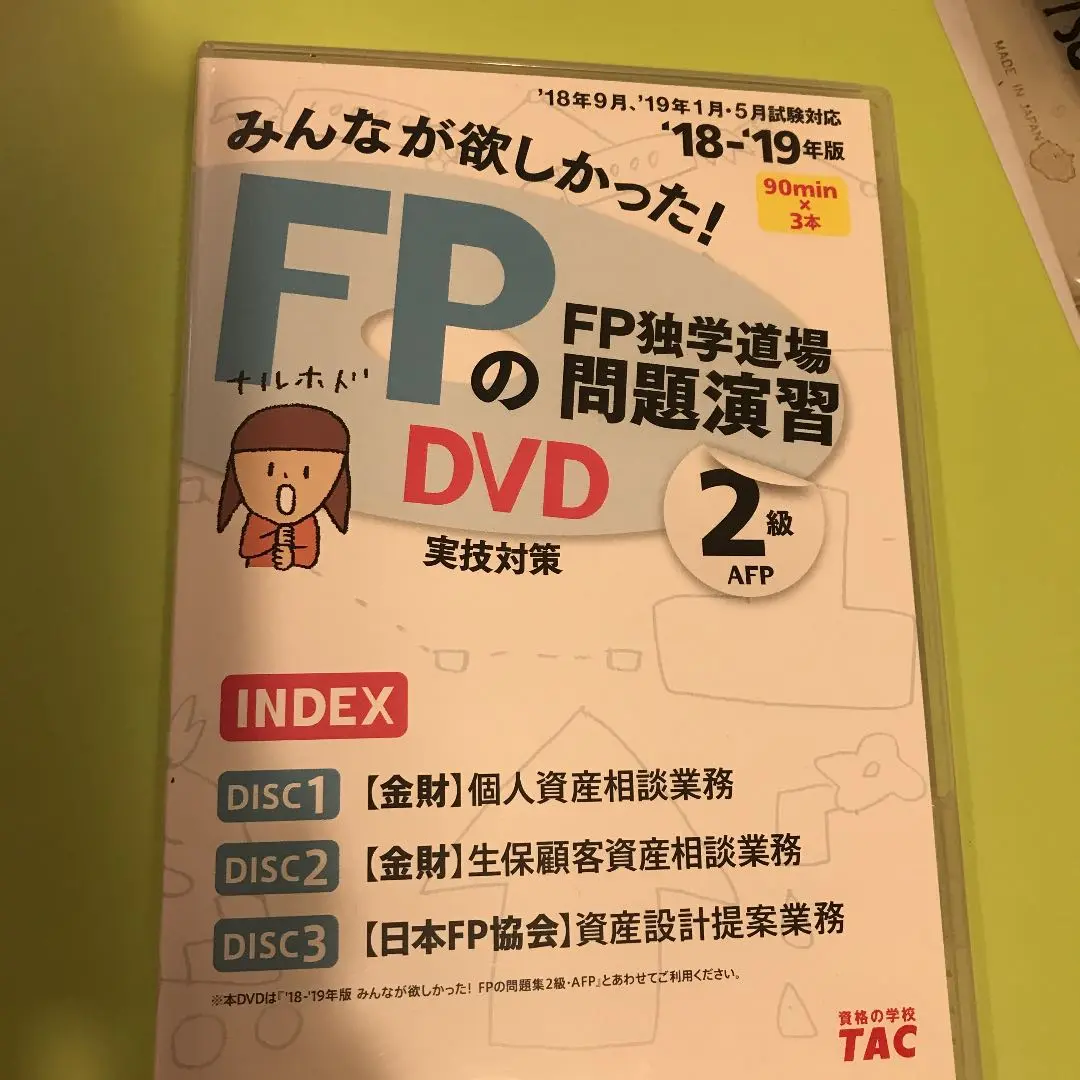 '18年9月、'19年1月・5月試験対応
'18-'19年版
みんなが欲しかった!
90min
×
3本
FPの
FP独学道場
問題演習
ナルホド
DVD
実技対策
2級
AFP
INDEX
DISC1 【金財】個人資産相談業務
DISC2 【金財】生保顧客資産相談業務
DISC3 【日本FP協会】資産設計提案業務
※本DVDは『'18-'19年版 みんなが欲しかった! FPの問題集2級・AFP』とあわせてご利用ください。
資格の学校
TAC
MADE IN JAPAN